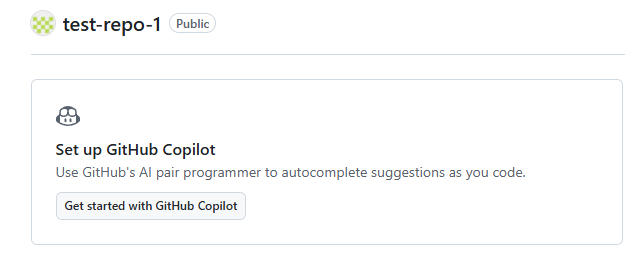 test-repo-1 Public
Set up GitHub Copilot
Use GitHub's AI pair programmer to autocomplete suggestions as you code.
Get started with GitHub Copilot